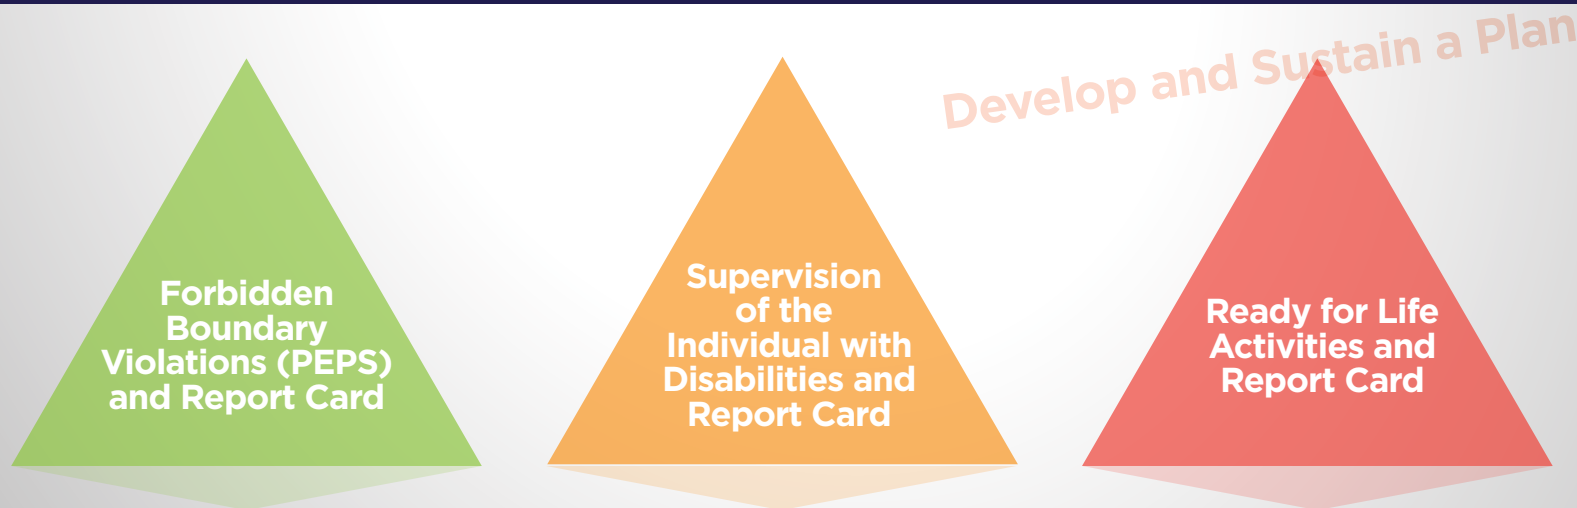 Develop and Sustain a Plan
Forbidden
Boundary
Violations (PEPS)
and Report Card
Supervision
of the
Individual with
Disabilities and
Report Card
Ready for Life
Activities and
Report Card